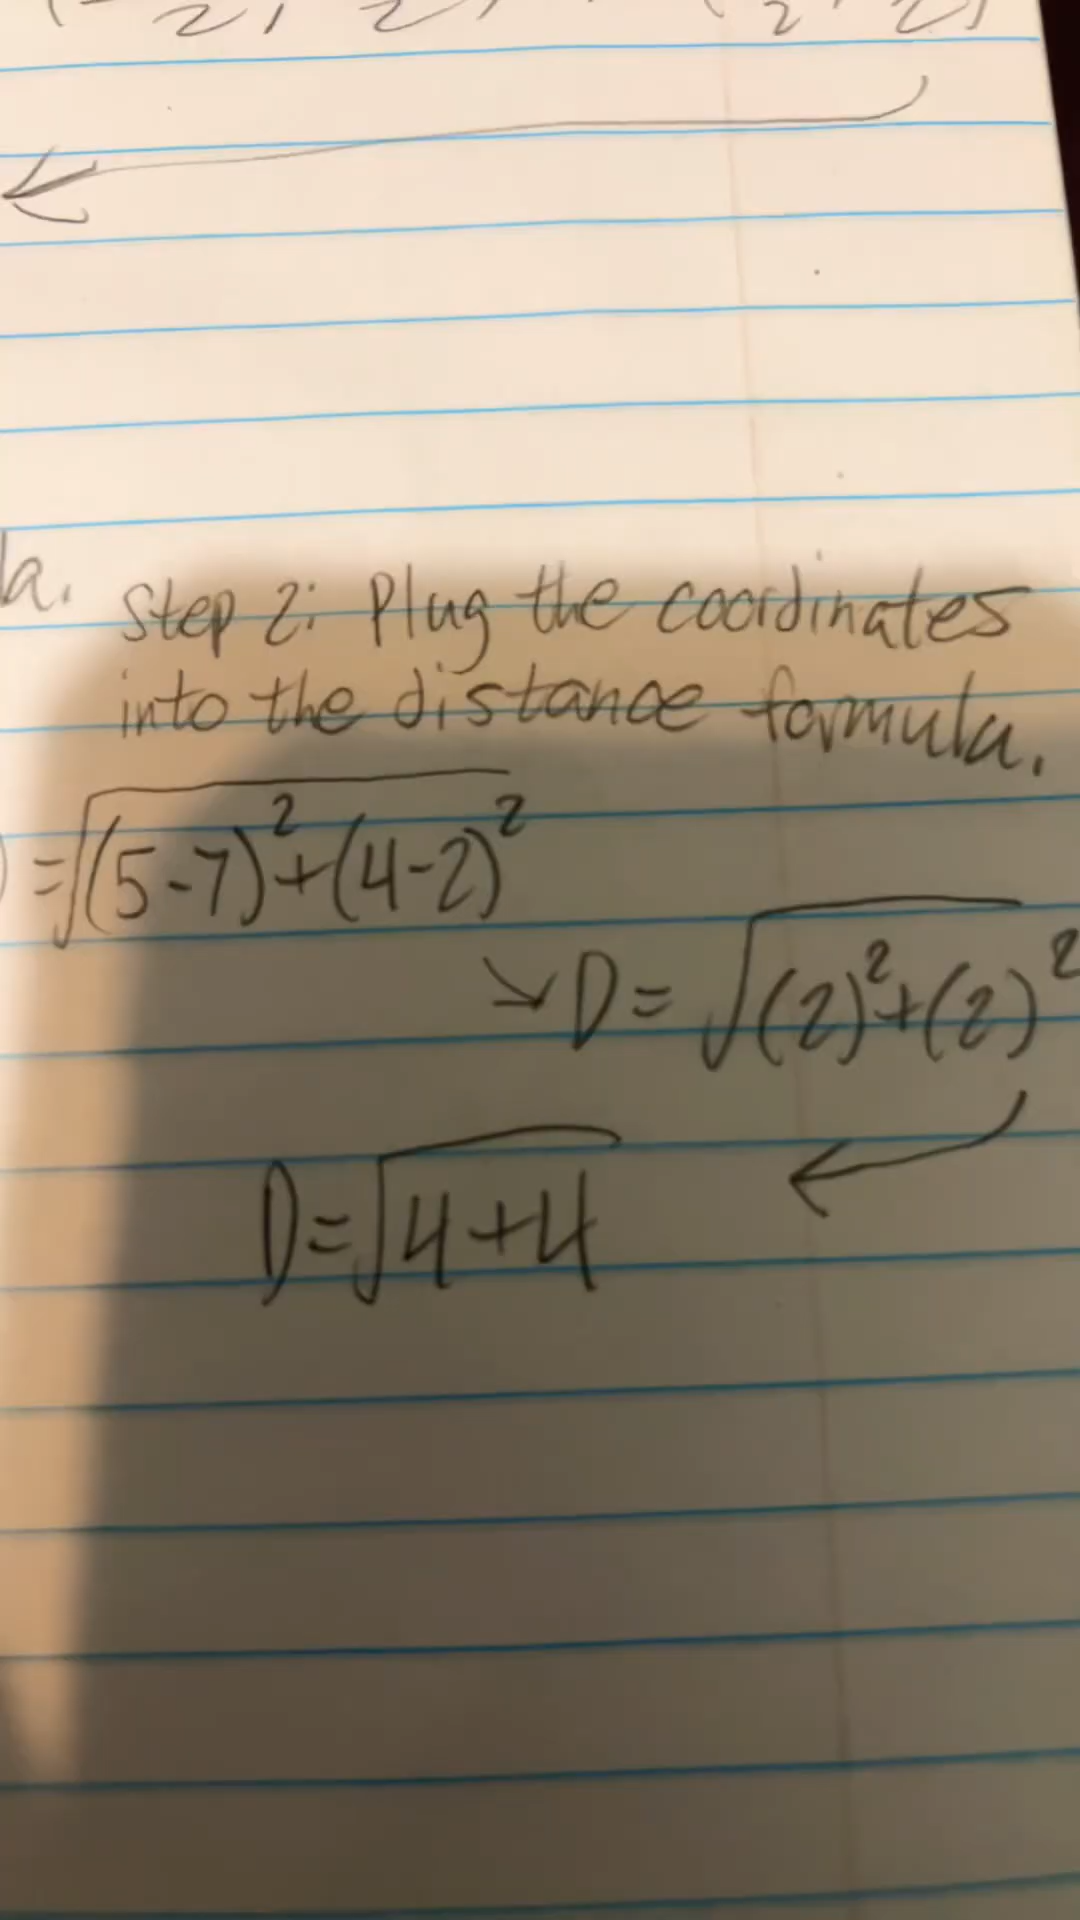 a. Step 2: Plug the coordinates
into the distance formula.
=√(5-7)²+(4-2)²
↘D=√(2)²+(2)²
D=√4+4